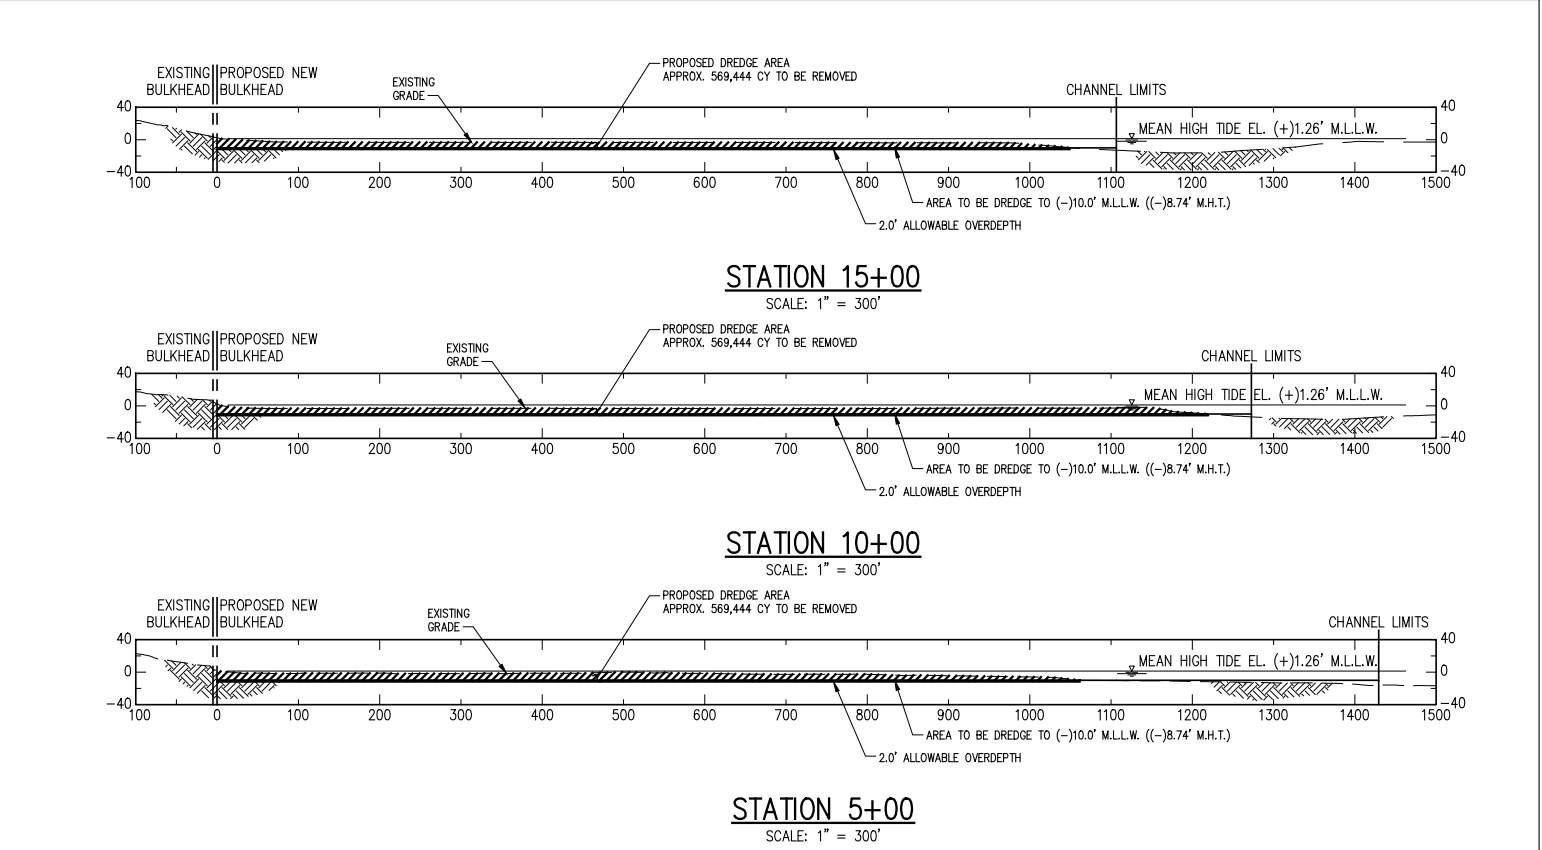 PROPOSED DREDGE AREA
APPROX. 569,444 CY TO BE REMOVED
EXISTING
BULKHEAD
PROPOSED NEW
BULKHEAD
EXISTING
GRADE
CHANNEL LIMITS
40 40
MEAN HIGH TIDE EL. (+)1.26' M.L.L.W.
0 0
-40 -40
100 0 100 200 300 400 500 600 700 800 900 1000 1100 1200 1300 1400 1500
AREA TO BE DREDGE TO (-)10.0' M.L.L.W. ((-)8.74' M.H.T.)
2.0' ALLOWABLE OVERDEPTH
STATION 15+00
SCALE: 1" = 300'
PROPOSED DREDGE AREA
APPROX. 569,444 CY TO BE REMOVED
EXISTING
BULKHEAD
PROPOSED NEW
BULKHEAD
EXISTING
GRADE
CHANNEL LIMITS
40 40
MEAN HIGH TIDE EL. (+)1.26' M.L.L.W.
0 0
-40 -40
100 0 100 200 300 400 500 600 700 800 900 1000 1100 1200 1300 1400 1500
AREA TO BE DREDGE TO (-)10.0' M.L.L.W. ((-)8.74' M.H.T.)
2.0' ALLOWABLE OVERDEPTH
STATION 10+00
SCALE: 1" = 300'
PROPOSED DREDGE AREA
APPROX. 569,444 CY TO BE REMOVED
EXISTING
BULKHEAD
PROPOSED NEW
BULKHEAD
EXISTING
GRADE
CHANNEL LIMITS
40 40
MEAN HIGH TIDE EL. (+)1.26' M.L.L.W.
0 0
-40 -40
100 0 100 200 300 400 500 600 700 800 900 1000 1100 1200 1300 1400 1500
AREA TO BE DREDGE TO (-)10.0' M.L.L.W. ((-)8.74' M.H.T.)
2.0' ALLOWABLE OVERDEPTH
STATION 5+00
SCALE: 1" = 300'